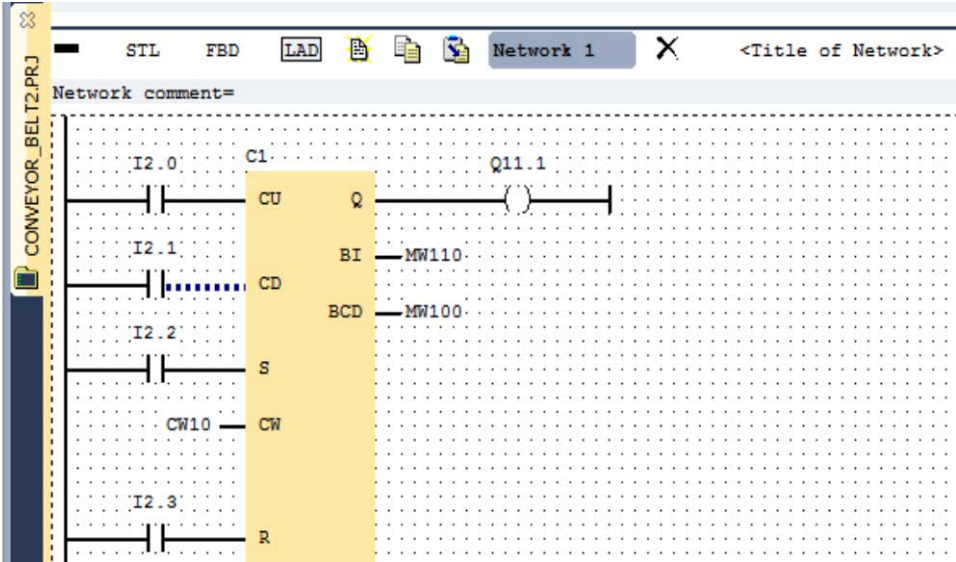 CONVEYOR_BELT2.PRJ
STL FBD LAD Network 1 <Title of Network>
Network comment=
I2.0 C1 Q11.1
CU Q
I2.1 BI MW110
CD
BCD MW100
I2.2
S
CW10 CW
I2.3
R